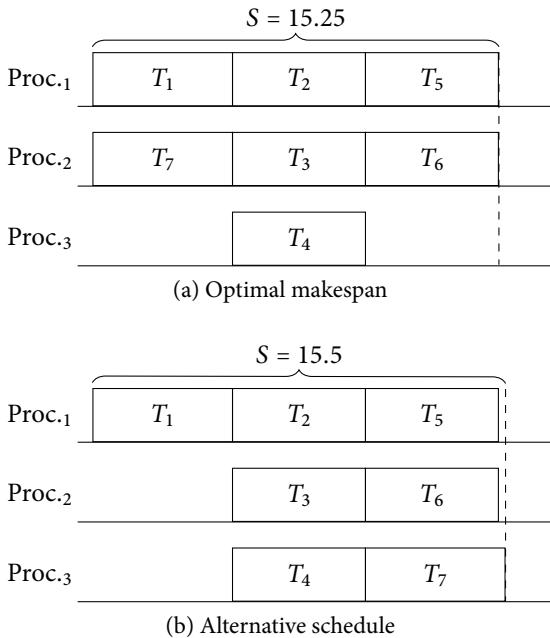 S = 15.25
Proc.₁ T₁ T₂ T₅
Proc.₂ T₇ T₃ T₆
Proc.₃ T₄
(a) Optimal makespan
S = 15.5
Proc.₁ T₁ T₂ T₅
Proc.₂ T₃ T₆
Proc.₃ T₄ T₇
(b) Alternative schedule